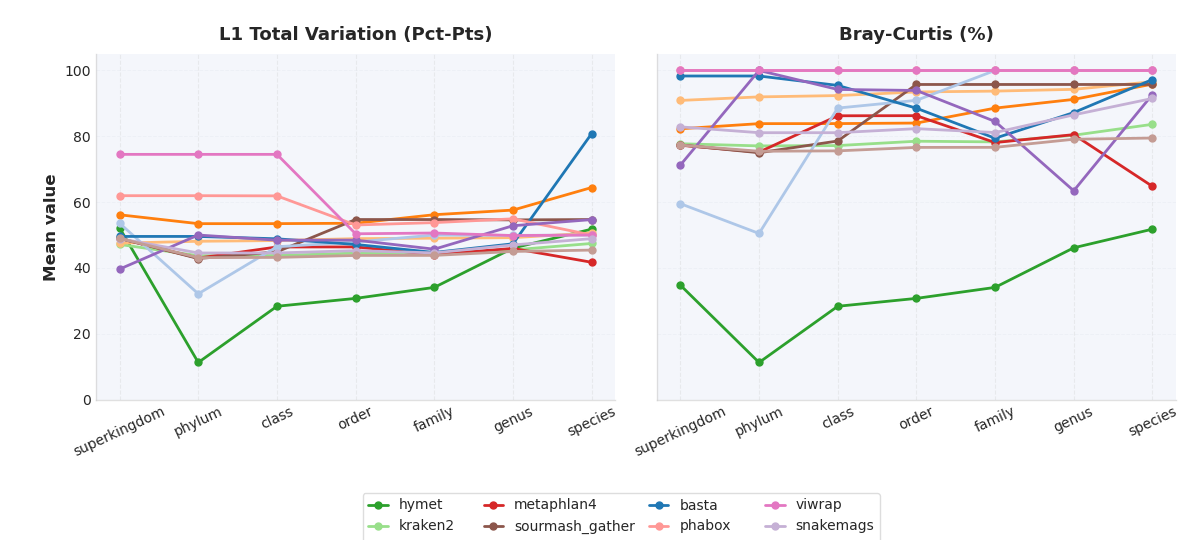 L1 Total Variation (Pct-Pts)
Bray-Curtis (%)
Mean value
100
80
60
40
20
0
superkingdom phylum class order family genus species
superkingdom phylum class order family genus species
hymet metaphlan4 basta viwrap
kraken2 sourmash_gather phabox snakemags